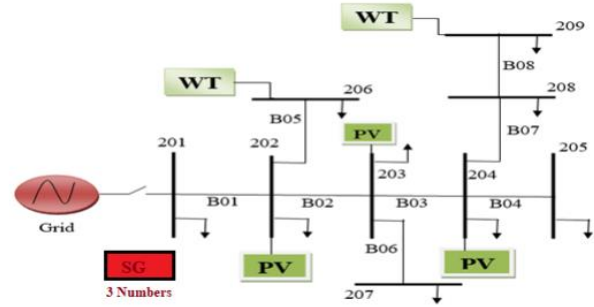 WT
209
B08
WT
206
208
B05
B07
201
202
PV
203
204
205
B01
B02
B03
B04
Grid
B06
SG
PV
PV
3 Numbers
207